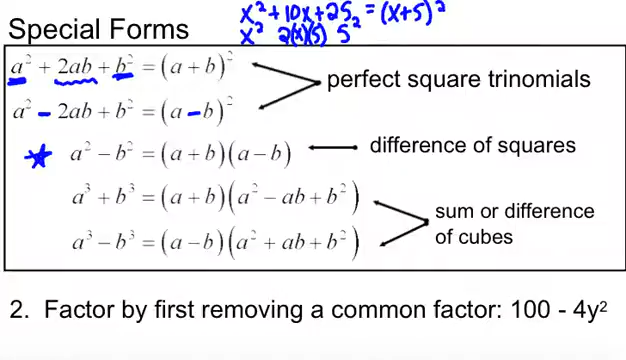 x² + 10x + 25 = (x+5)²
Special Forms x² 2(x)(5) 5²
a² + 2ab + b² = (a + b)²
perfect square trinomials
a² - 2ab + b² = (a - b)²
a² − b² = (a + b)(a − b) difference of squares
a³ + b³ = (a + b)(a² − ab + b²)
sum or difference
of cubes
a³ − b³ = (a − b)(a² + ab + b²)
2. Factor by first removing a common factor: 100 - 4y²